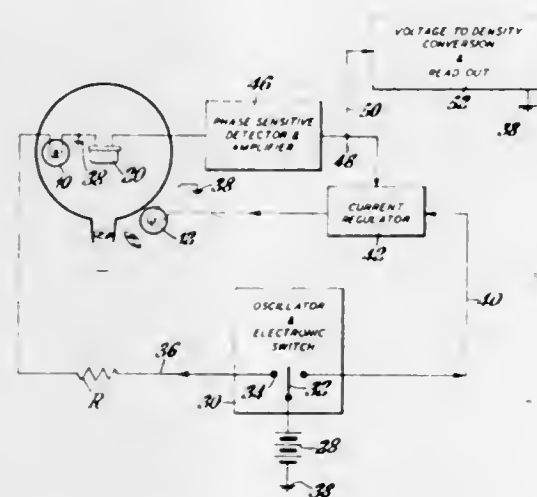 VOLTAGE TO DENSITY
CONVERSION
&
READ OUT
46
50
52
38
PHASE SENSITIVE
DETECTOR &
AMPLIFIER
48
10
38
20
38
12
CURRENT
REGULATOR
42
40
OSCILLATOR
&
ELECTRONIC
SWITCH
36
34
32
R
30
28
38